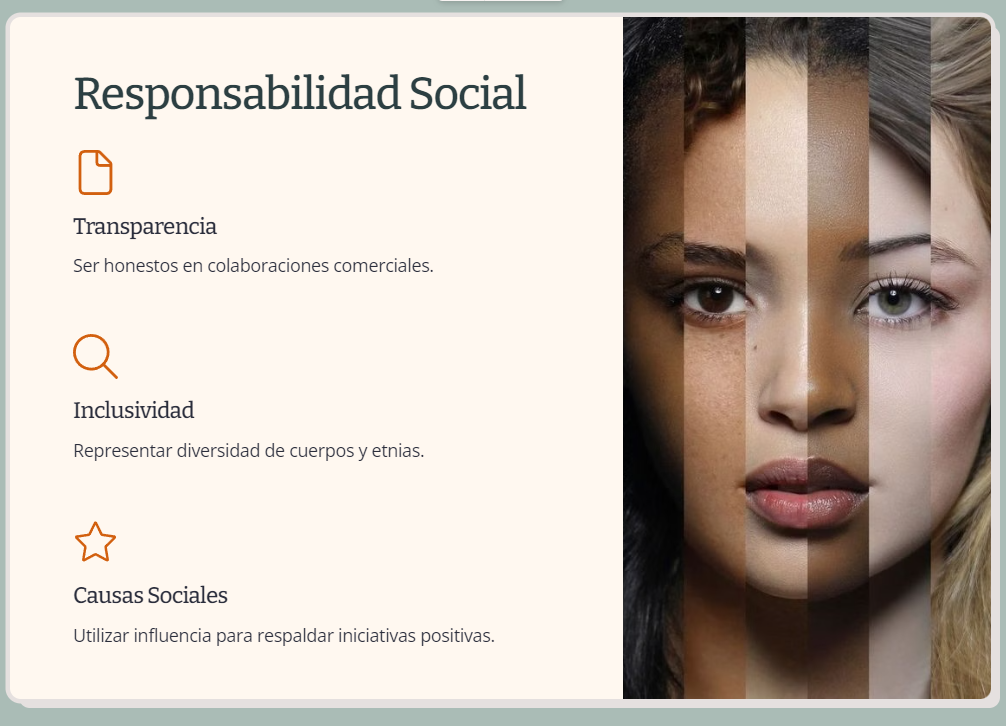 Responsabilidad Social
Transparencia
Ser honestos en colaboraciones comerciales.
Inclusividad
Representar diversidad de cuerpos y etnias.
Causas Sociales
Utilizar influencia para respaldar iniciativas positivas.